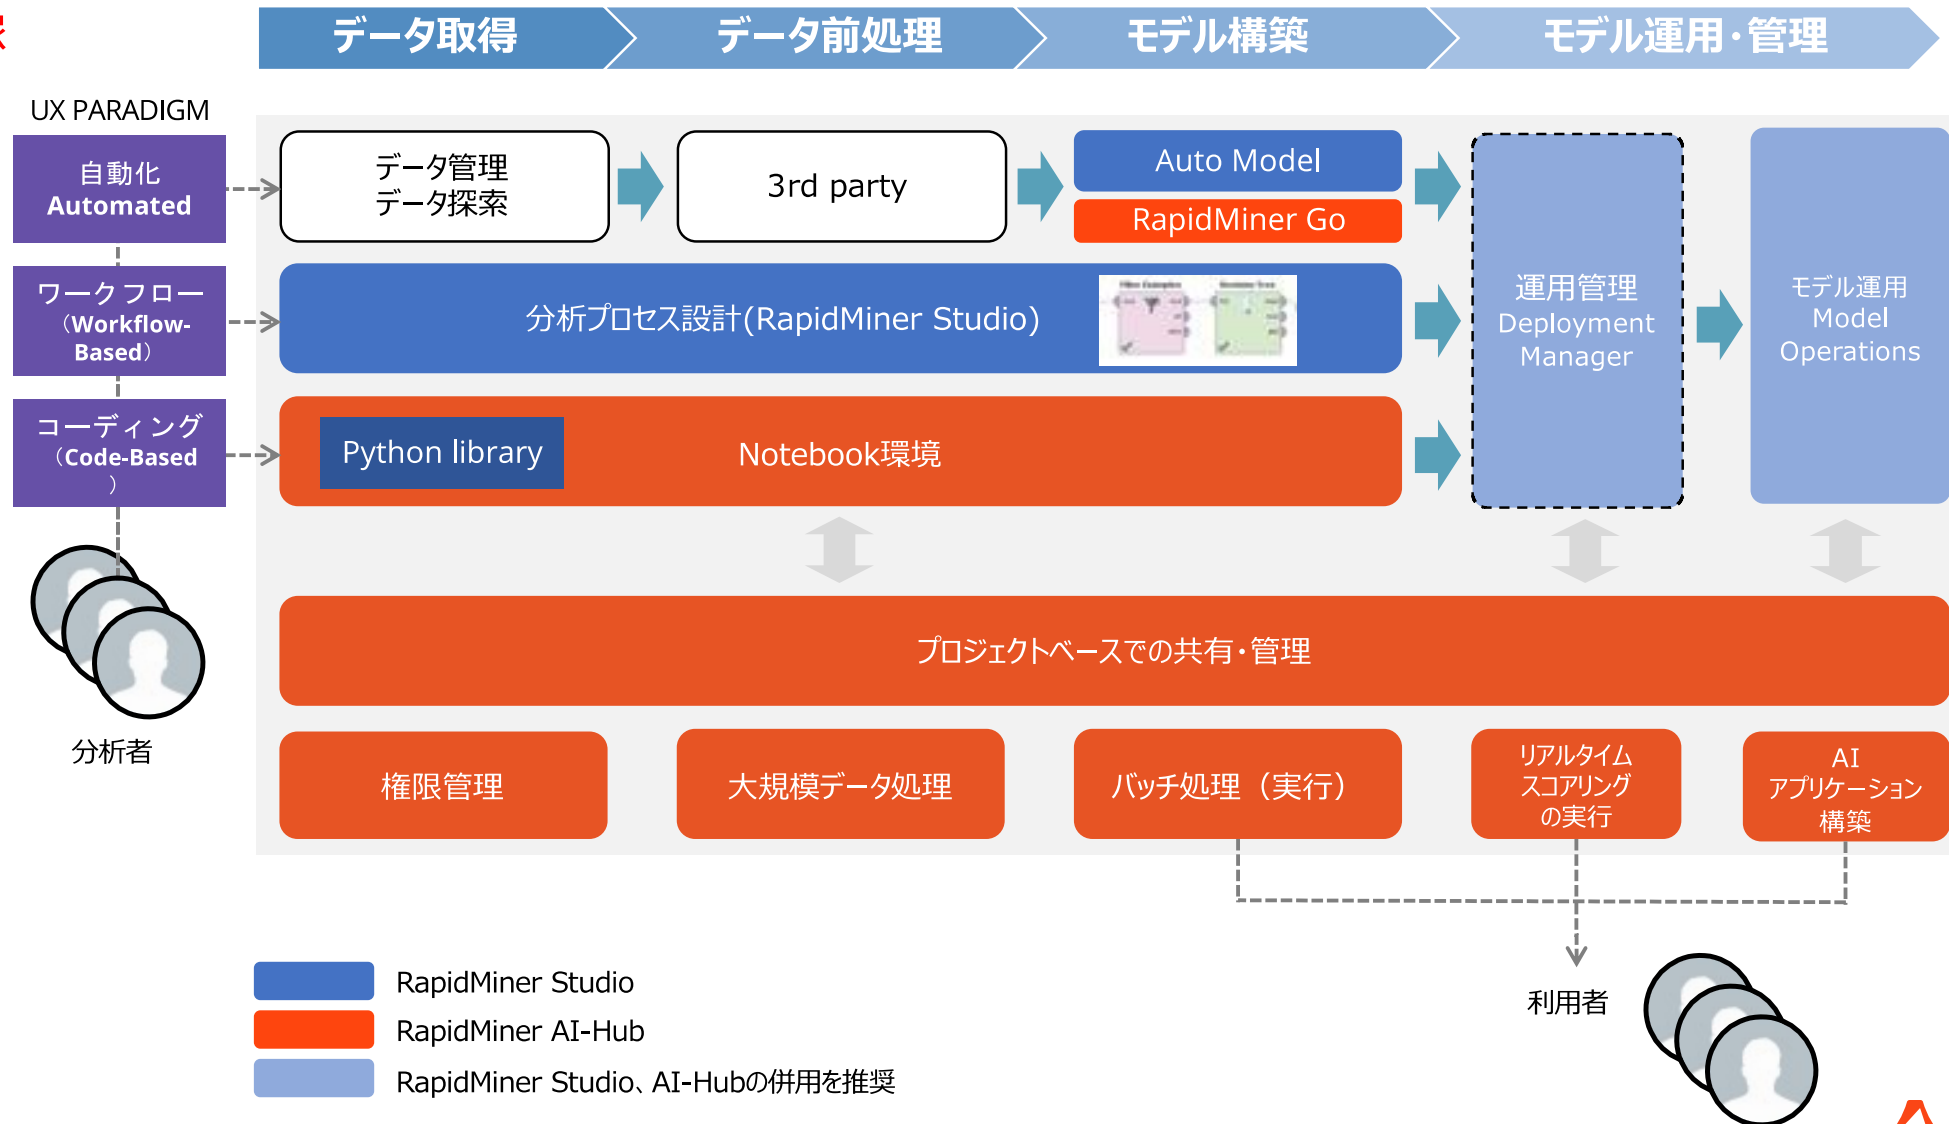 データ取得
データ前処理
モデル構築
モデル運用・管理
UX PARADIGM
自動化
Automated
データ管理
データ探索
3rd party
Auto Model
RapidMiner Go
ワークフロー
（Workflow-
Based）
分析プロセス設計(RapidMiner Studio)
運用管理
Deployment
Manager
モデル運用
Model
Operations
コーディング
（Code-Based
）
Python library
Notebook環境
プロジェクトベースでの共有・管理
分析者
権限管理
大規模データ処理
バッチ処理（実行）
リアルタイム
スコアリング
の実行
AI
アプリケーション
構築
利用者
RapidMiner Studio
RapidMiner AI-Hub
RapidMiner Studio、AI-Hubの併用を推奨